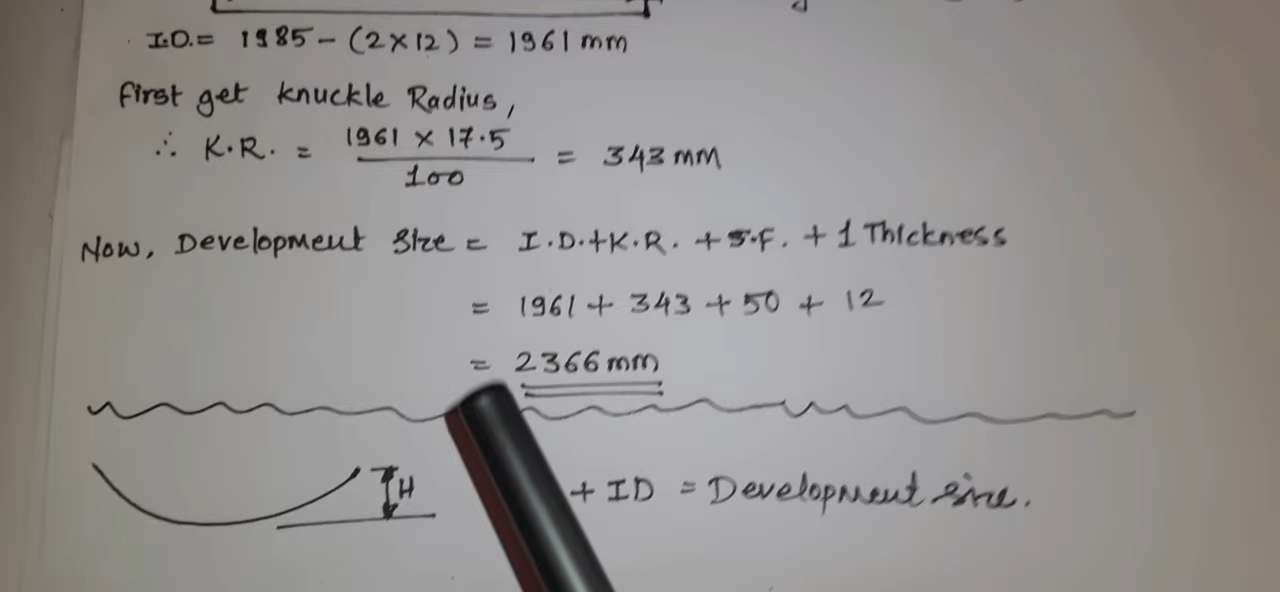 I.D. = 1985 - (2 x 12) = 1961 mm
First get knuckle Radius,
∴ K.R. = 1961 x 17.5 / 100 = 343 mm
Now, Development Size = I.D. + K.R. + S.F. + 1 Thickness
= 1961 + 343 + 50 + 12
= 2366 mm
H
+ ID = Development size.